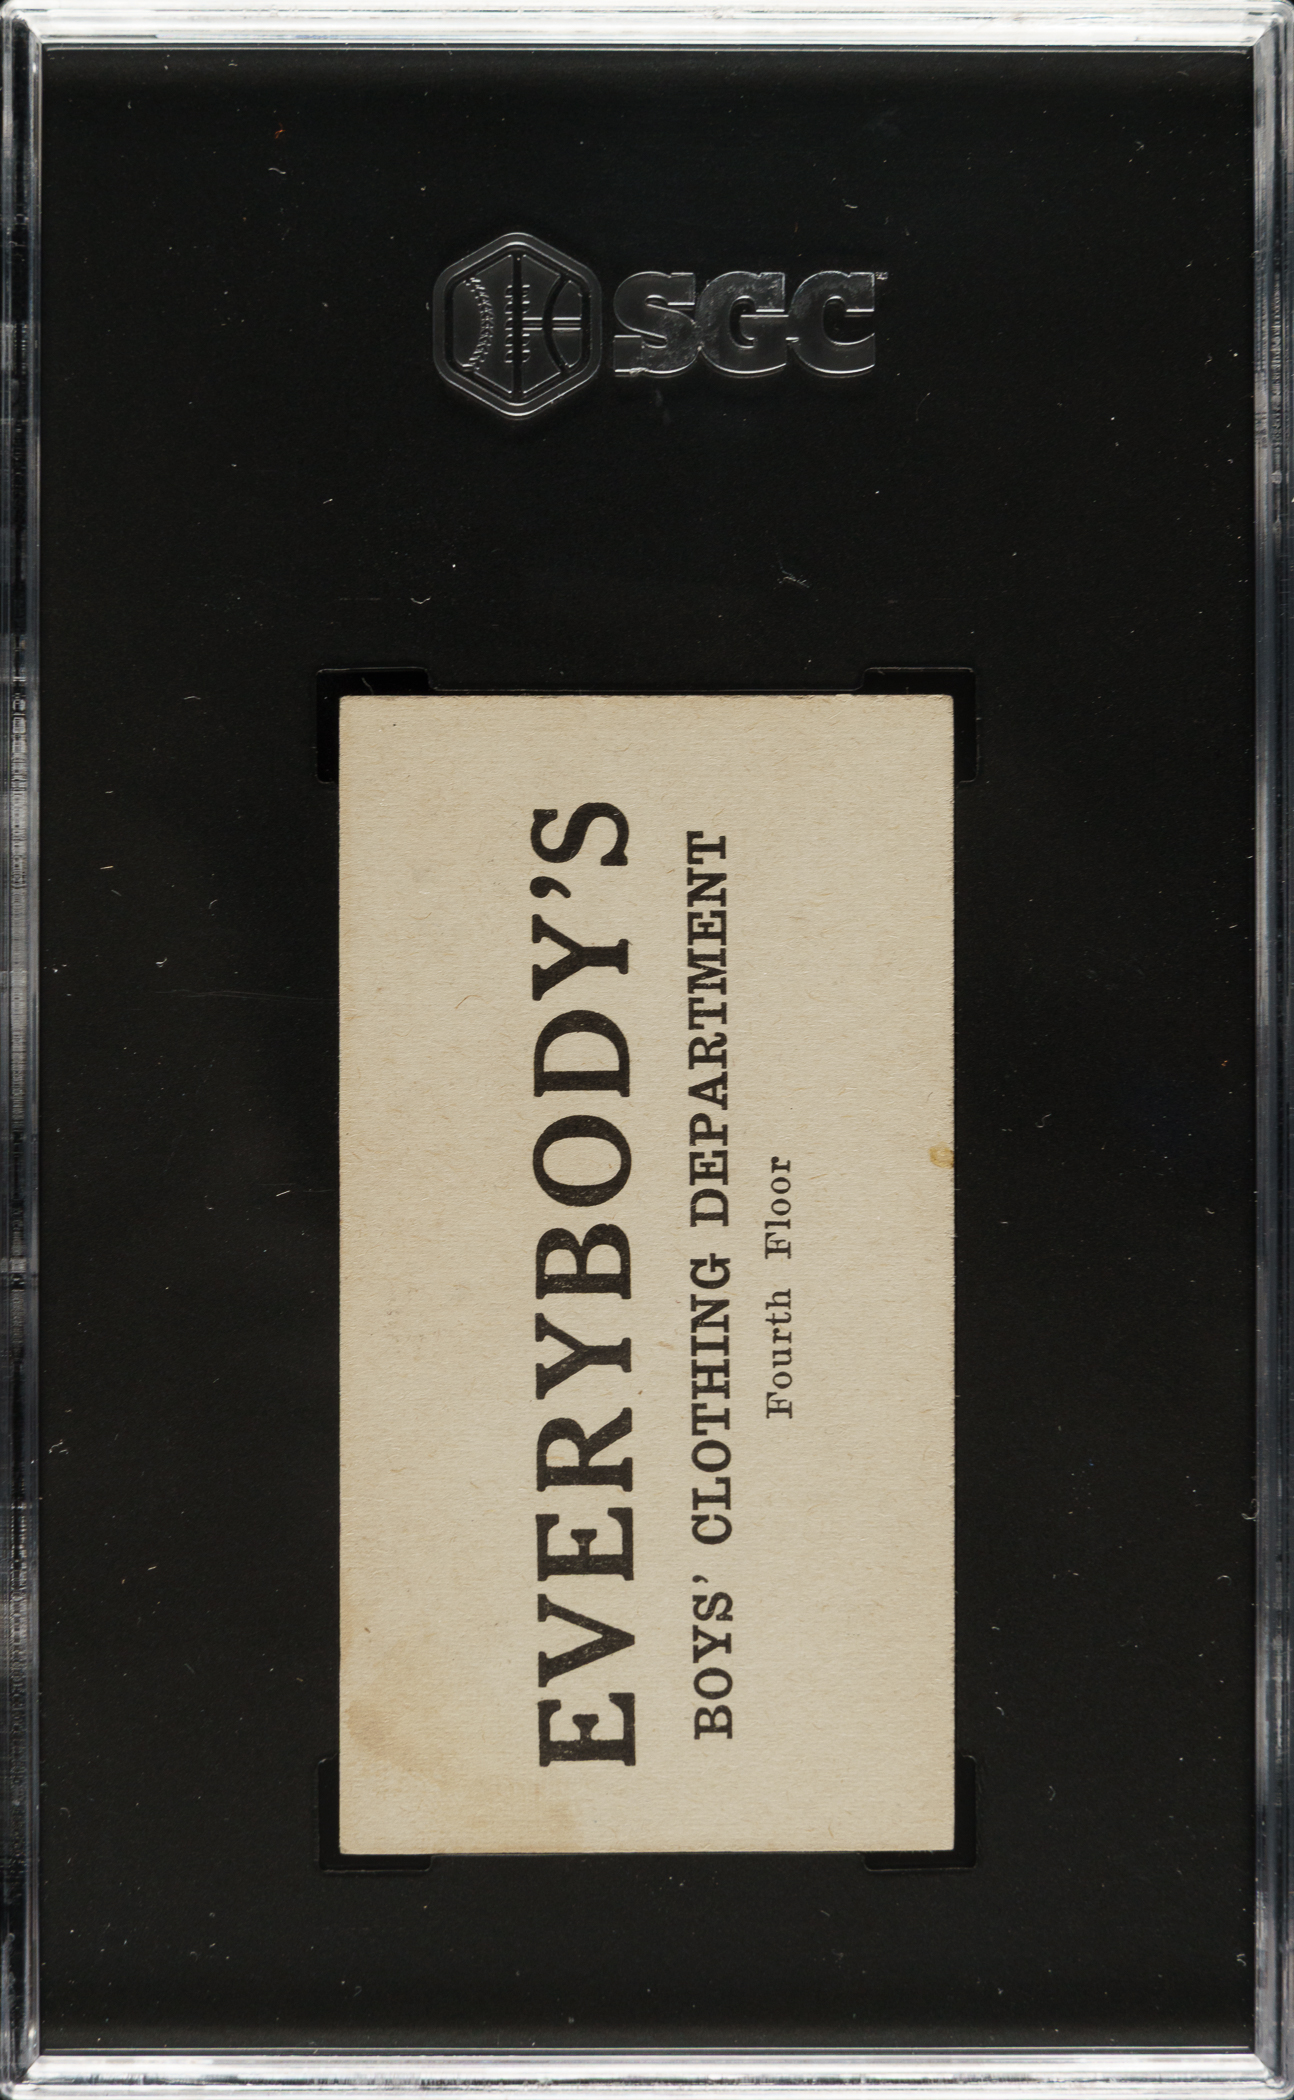 SGC
EVERYBODY'S
BOYS' CLOTHING DEPARTMENT
Fourth Floor